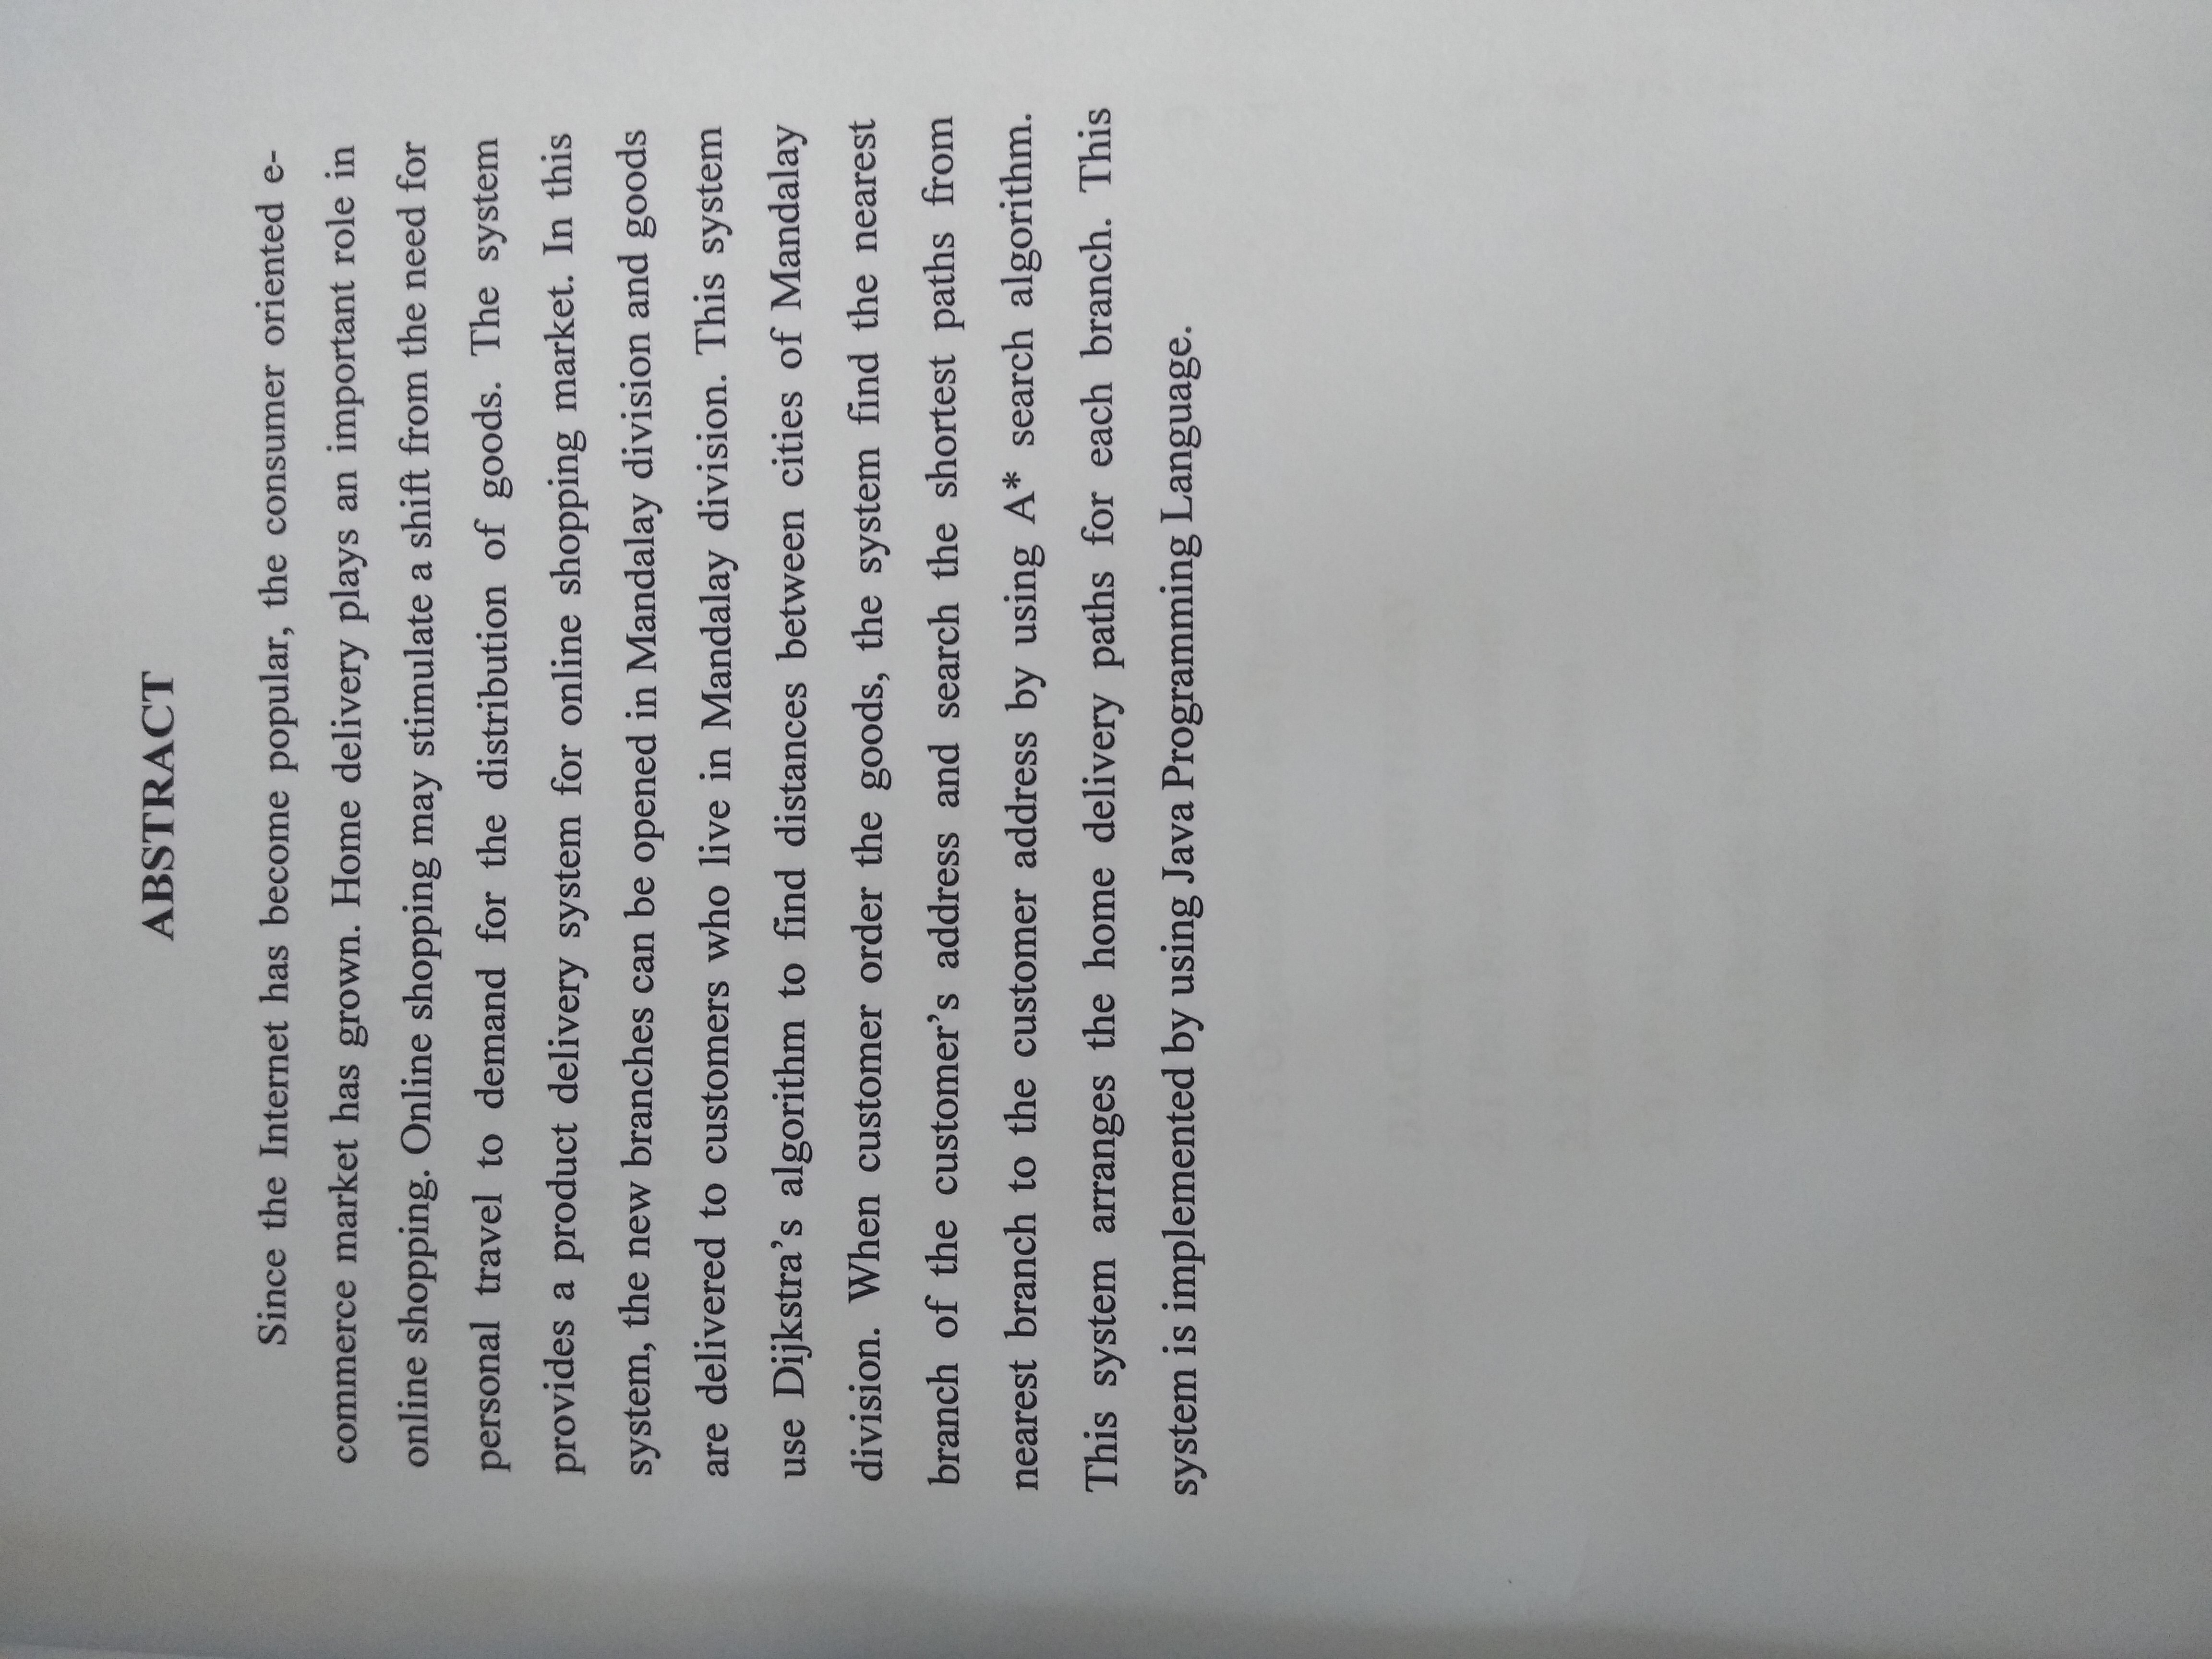 ABSTRACT
Since the Internet has become popular, the consumer oriented e-
commerce market has grown. Home delivery plays an important role in
online shopping. Online shopping may stimulate a shift from the need for
personal travel to demand for the distribution of goods. The system
provides a product delivery system for online shopping market. In this
system, the new branches can be opened in Mandalay division and goods
are delivered to customers who live in Mandalay division. This system
use Dijkstra’s algorithm to find distances between cities of Mandalay
division. When customer order the goods, the system find the nearest
branch of the customer’s address and search the shortest paths from
nearest branch to the customer address by using A* search algorithm.
This system arranges the home delivery paths for each branch. This
system is implemented by using Java Programming Language.